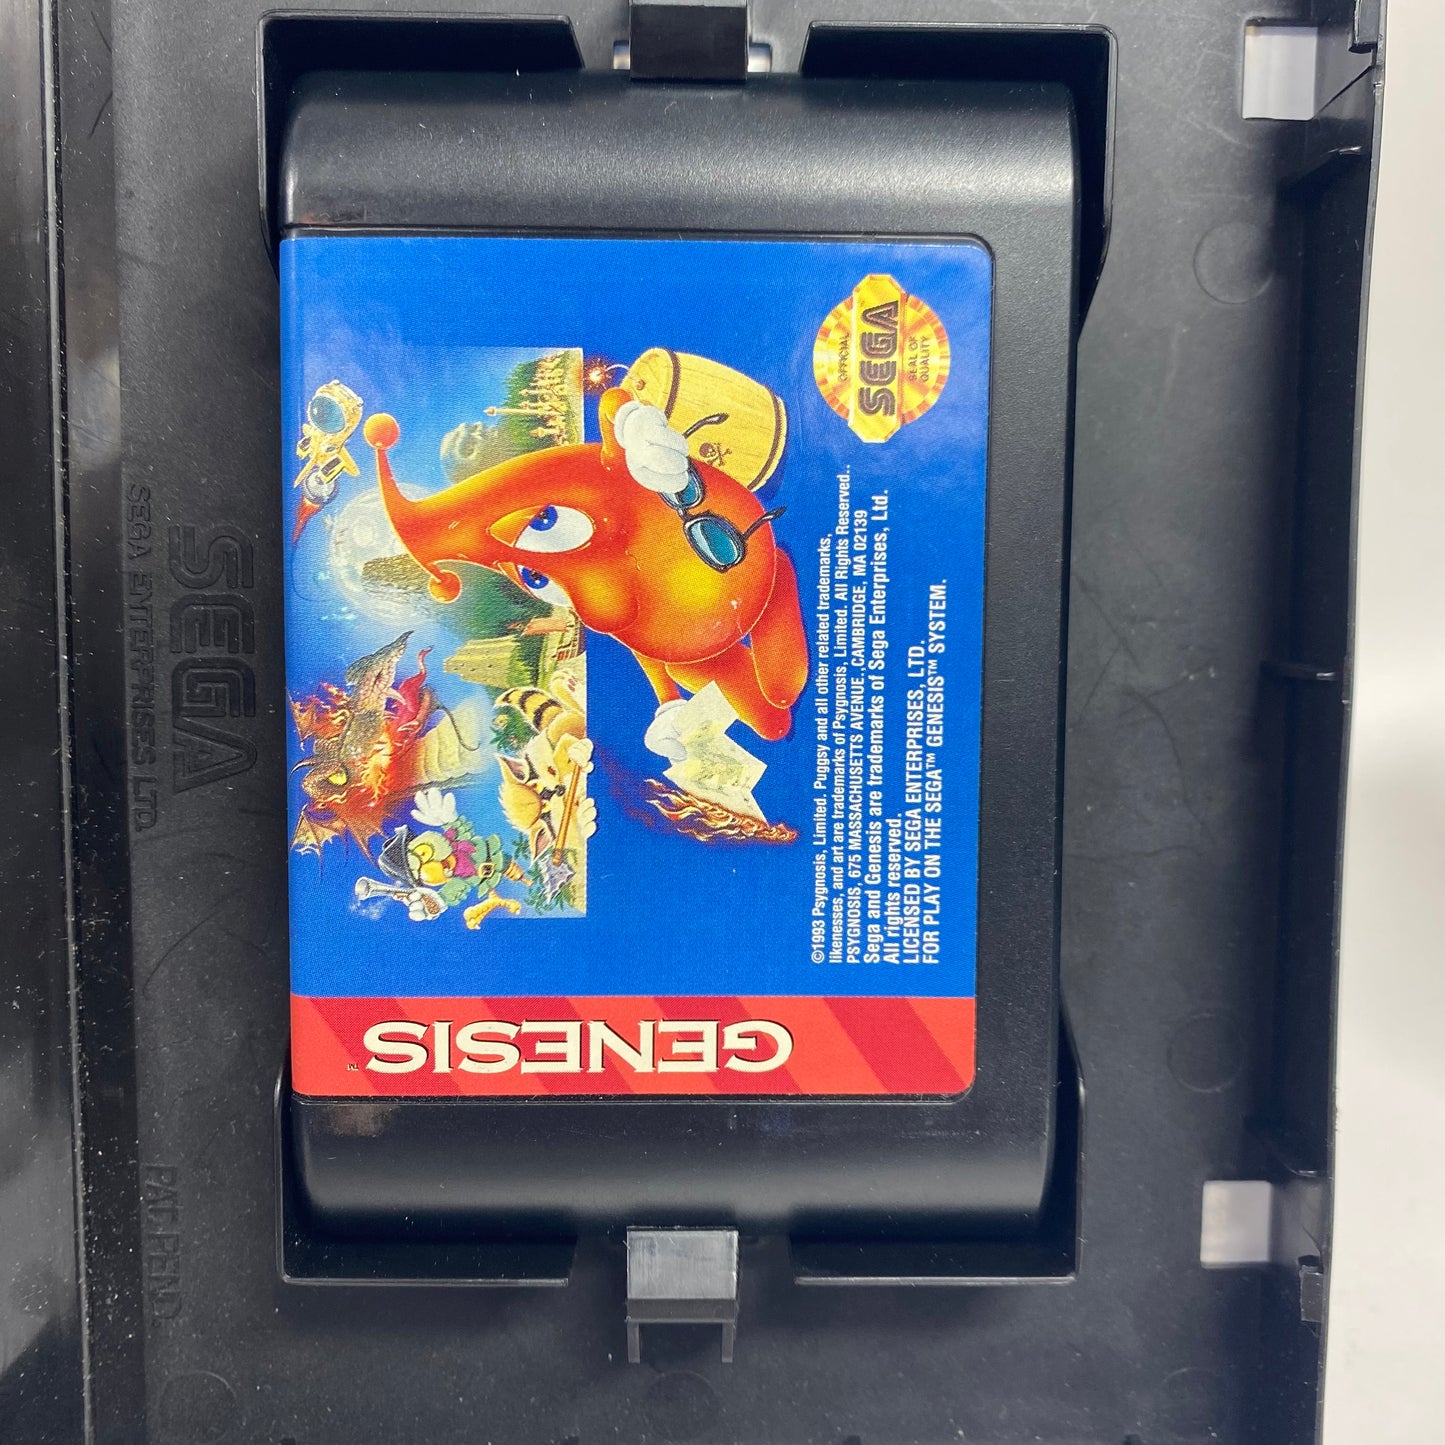 SEGA
SEGA ENTERPRISES LTD.
PAT. PEND.
OFFICIAL
SEGA
SEAL OF
QUALITY
©1993 Psygnosis, Limited. Puggsy and all other related trademarks,
likenesses, and art are trademarks of Psygnosis, Limited. All Rights Reserved..
PSYGNOSIS, 675 MASSACHUSETTS AVENUE.,CAMBRIDGE, MA 02139
Sega and Genesis are trademarks of Sega Enterprises, Ltd.
All rights reserved.
LICENSED BY SEGA ENTERPRISES, LTD.
FOR PLAY ON THE SEGA™ GENESIS™ SYSTEM.
GENESIS™